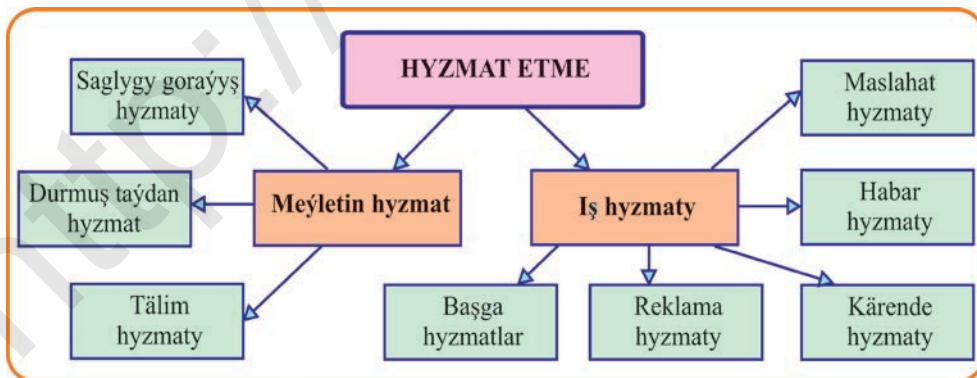 HYZMAT ETME
Saglygy goraýyş
hyzmaty
Durmuş taýdan
hyzmat
Meýletin hyzmat
Tälim
hyzmaty
Iş hyzmaty
Maslahat
hyzmaty
Habar
hyzmaty
Başga
hyzmatlar
Reklama
hyzmaty
Kärende
hyzmaty
http://